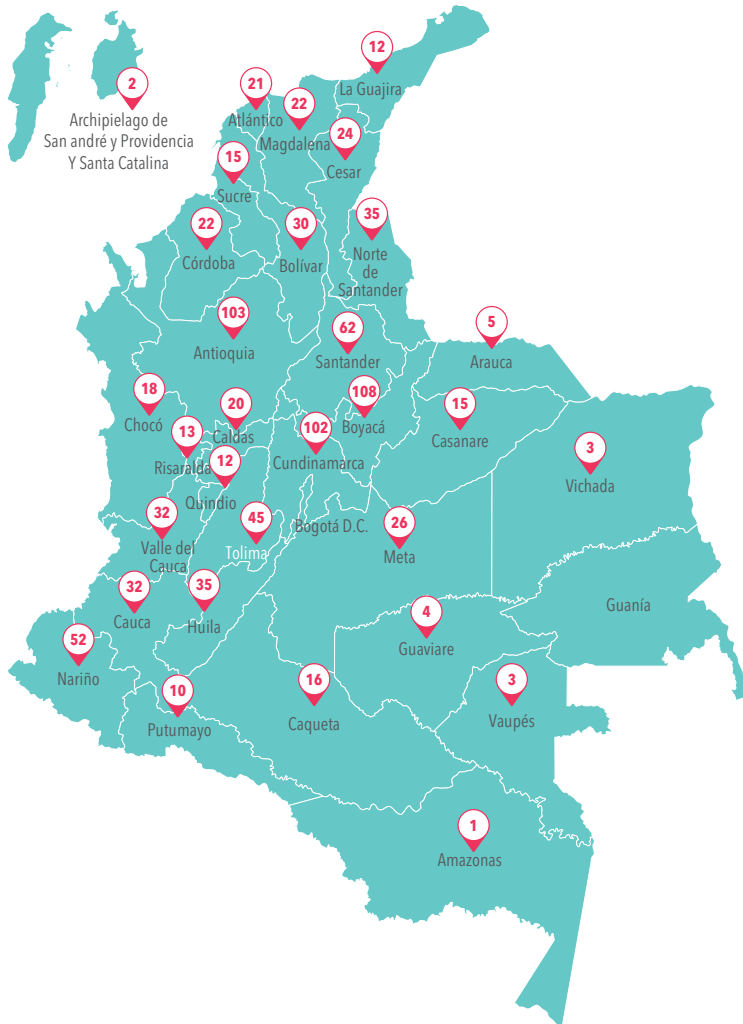 12
La Guajira
2
Archipielago de
San andré y Providencia
Y Santa Catalina
21
Atlántico
22
Magdalena
24
Cesar
15
Sucre
22
Córdoba
30
Bolívar
35
Norte
de
Santander
103
Antioquia
62
Santander
5
Arauca
18
Chocó
20
Caldas
108
Boyacá
15
Casanare
13
Risaralda
102
Cundinamarca
12
Quindio
3
Vichada
32
Valle del
Cauca
45
Tolima
Bogotá D.C.
26
Meta
32
Cauca
35
Huila
4
Guaviare
Guanía
52
Nariño
10
Putumayo
16
Caqueta
3
Vaupés
1
Amazonas